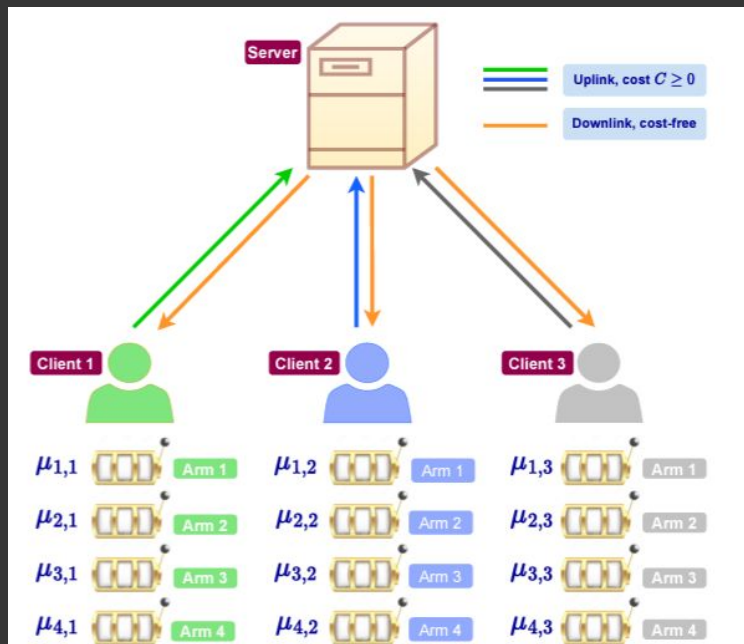 Server
Uplink, cost C ≥ 0
Downlink, cost-free
Client 1 Client 2 Client 3
μ1,1 Arm 1 μ1,2 Arm 1 μ1,3 Arm 1
μ2,1 Arm 2 μ2,2 Arm 2 μ2,3 Arm 2
μ3,1 Arm 3 μ3,2 Arm 3 μ3,3 Arm 3
μ4,1 Arm 4 μ4,2 Arm 4 μ4,3 Arm 4